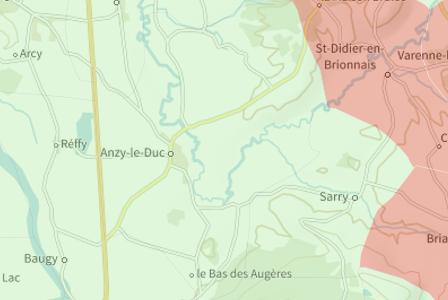 St-Didier-en-
Brionnais
Varenne-l
Arcy
Réffy
Anzy-le-Duc
Sarry
Bria
Baugy
le Bas des Augères
Lac